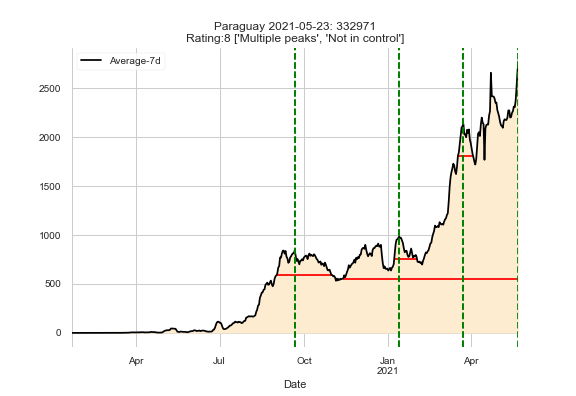 Paraguay 2021-05-23: 332971
Rating:8 ['Multiple peaks', 'Not in control']
Average-7d
2500
2000
1500
1000
500
0
Apr
Jul
Oct
Jan
2021
Apr
Date